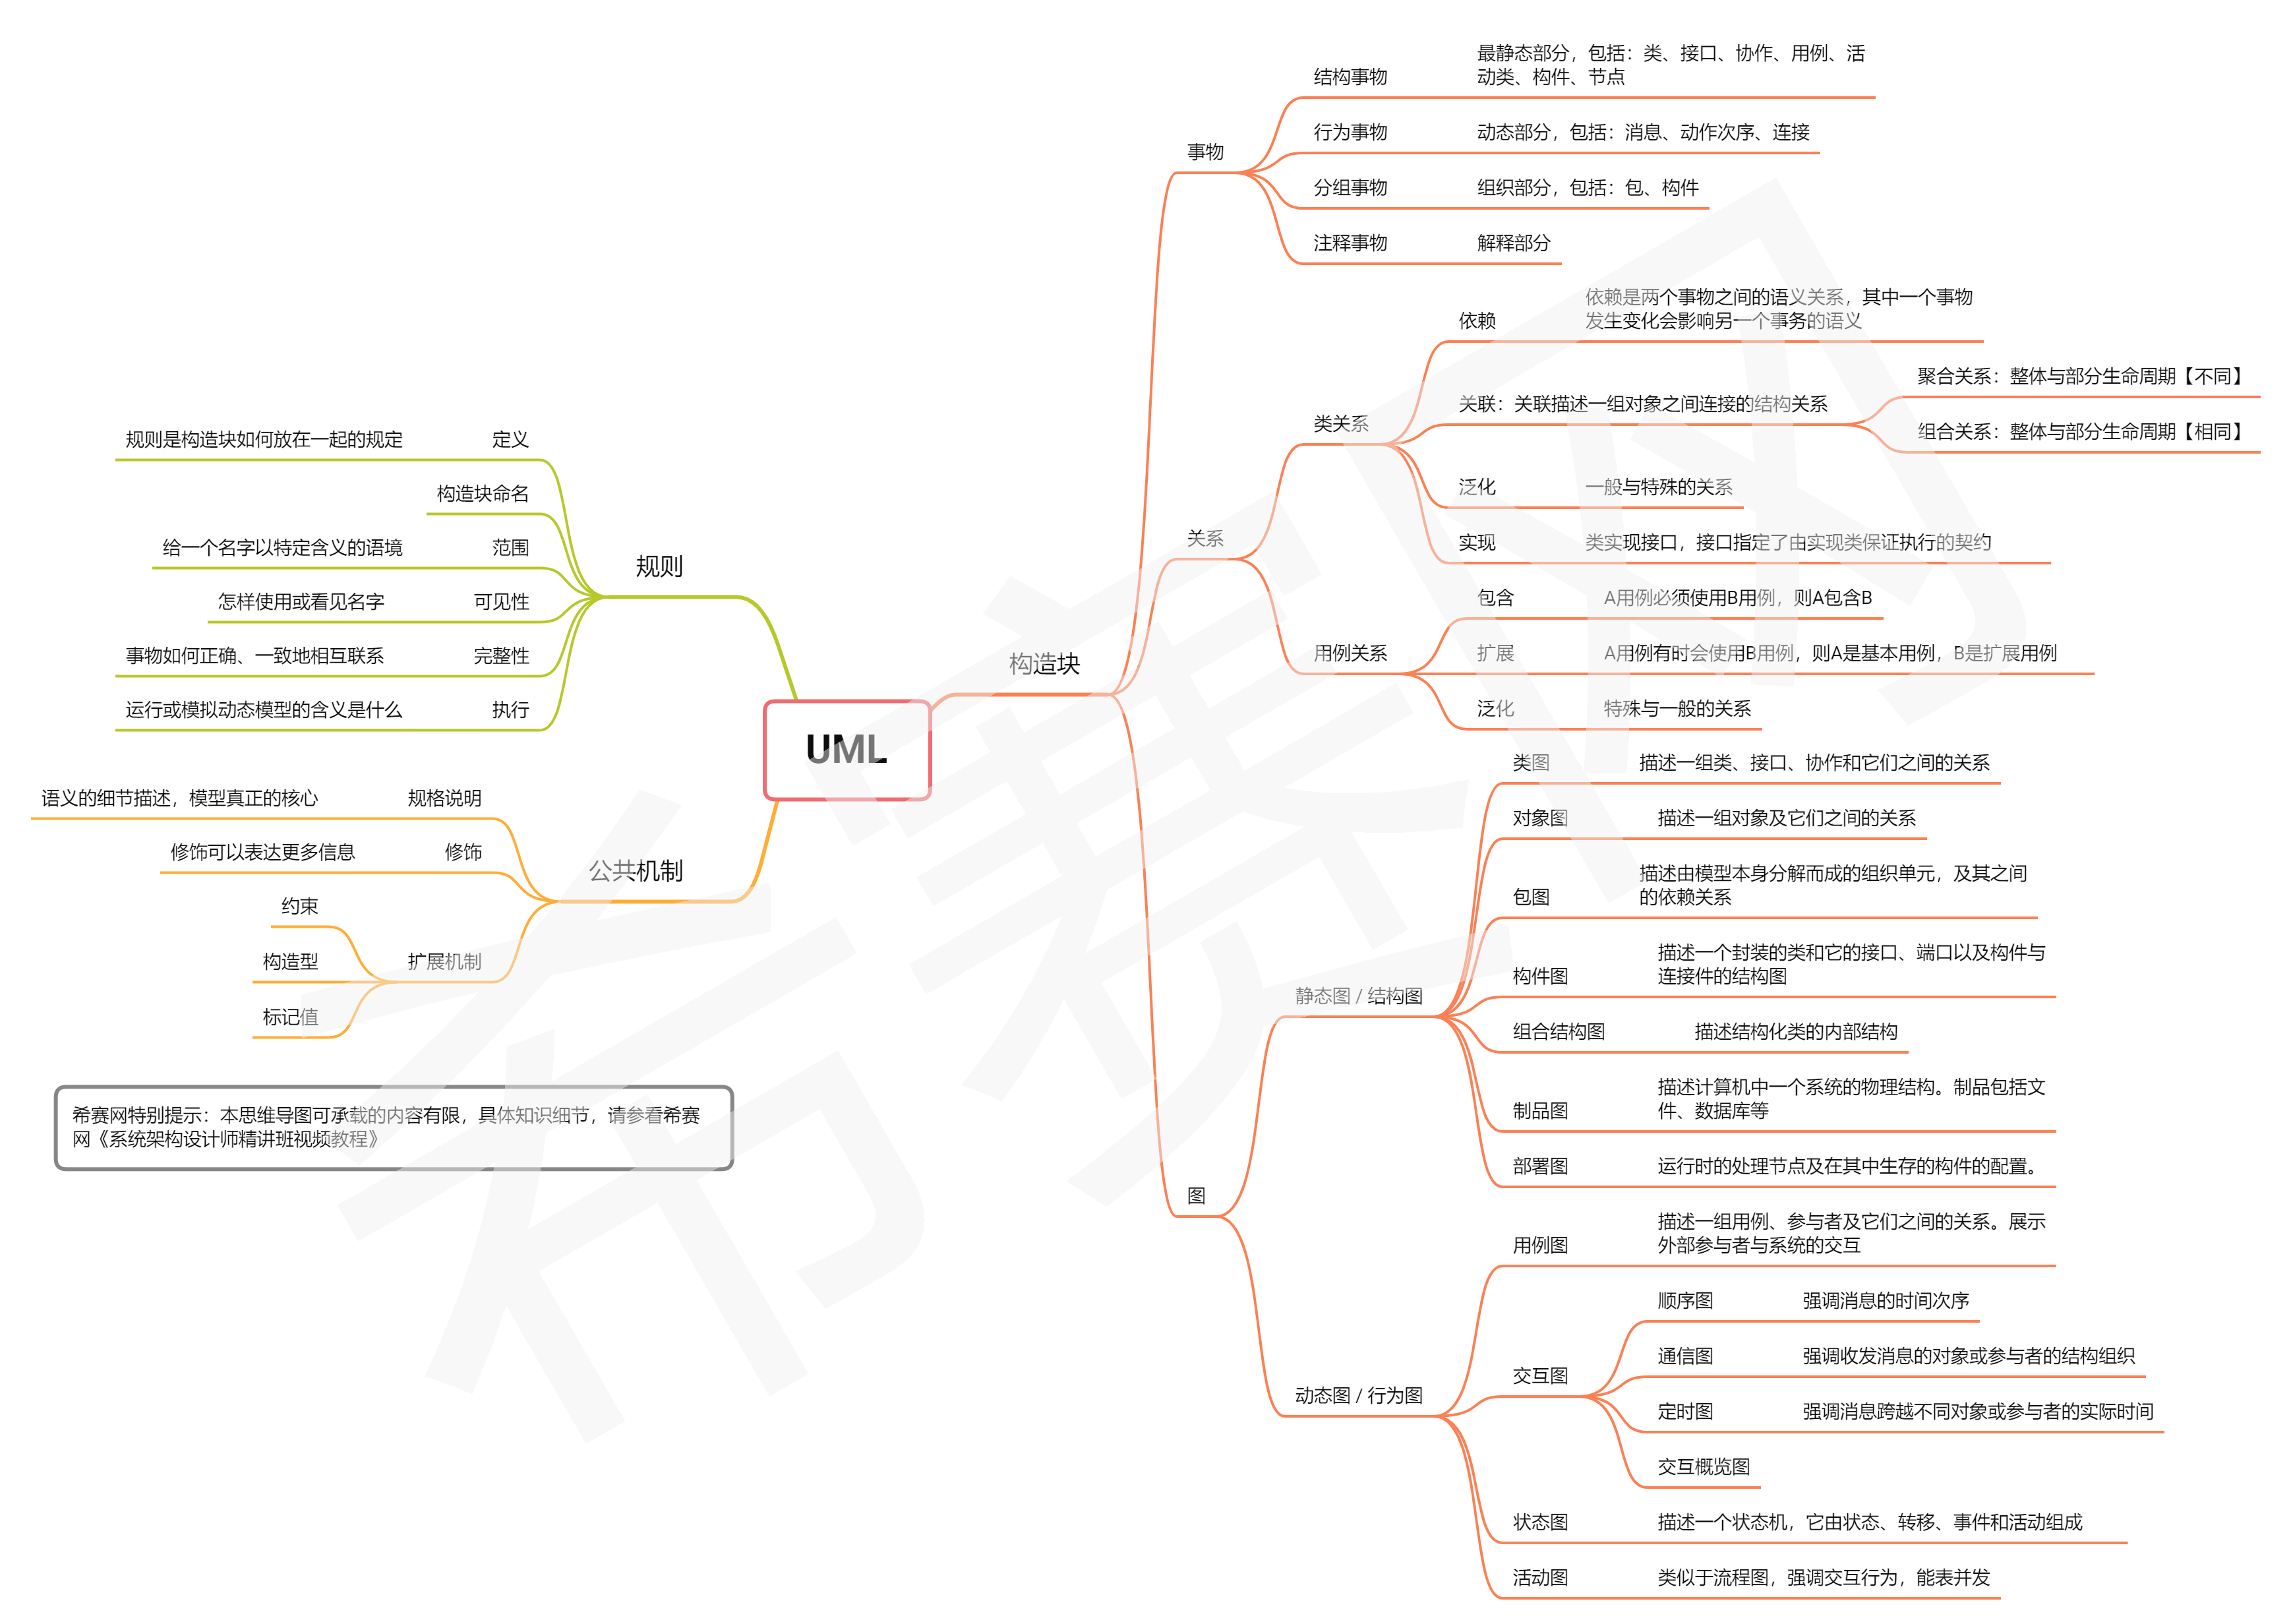 UML
构造块
事物
结构事物
最静态部分，包括：类、接口、协作、用例、活
动类、构件、节点
行为事物
动态部分，包括：消息、动作次序、连接
分组事物
组织部分，包括：包、构件
注释事物
解释部分
关系
类关系
依赖
依赖是两个事物之间的语义关系，其中一个事物
发生变化会影响另一个事务的语义
关联：关联描述一组对象之间连接的结构关系
聚合关系：整体与部分生命周期【不同】
组合关系：整体与部分生命周期【相同】
泛化
一般与特殊的关系
实现
类实现接口，接口指定了由实现类保证执行的契约
用例关系
包含
A用例必须使用B用例，则A包含B
扩展
A用例有时会使用B用例，则A是基本用例，B是扩展用例
泛化
特殊与一般的关系
图
静态图 / 结构图
类图
描述一组类、接口、协作和它们之间的关系
对象图
描述一组对象及它们之间的关系
包图
描述由模型本身分解而成的组织单元，及其之间
的依赖关系
构件图
描述一个封装的类和它的接口、端口以及构件与
连接件的结构图
组合结构图
描述结构化类的内部结构
制品图
描述计算机中一个系统的物理结构。制品包括文
件、数据库等
部署图
运行时的处理节点及在其中生存的构件的配置。
动态图 / 行为图
用例图
描述一组用例、参与者及它们之间的关系。展示
外部参与者与系统的交互
交互图
顺序图
强调消息的时间次序
通信图
强调收发消息的对象或参与者的结构组织
定时图
强调消息跨越不同对象或参与者的实际时间
交互概览图
状态图
描述一个状态机，它由状态、转移、事件和活动组成
活动图
类似于流程图，强调交互行为，能表并发
规则
定义
规则是构造块如何放在一起的规定
构造块命名
范围
给一个名字以特定含义的语境
可见性
怎样使用或看见名字
完整性
事物如何正确、一致地相互联系
执行
运行或模拟动态模型的含义是什么
公共机制
规格说明
语义的细节描述，模型真正的核心
修饰
修饰可以表达更多信息
扩展机制
约束
构造型
标记值
希赛网特别提示：本思维导图可承载的内容有限，具体知识细节，请参看希赛
网《系统架构设计师精讲班视频教程》
希赛网